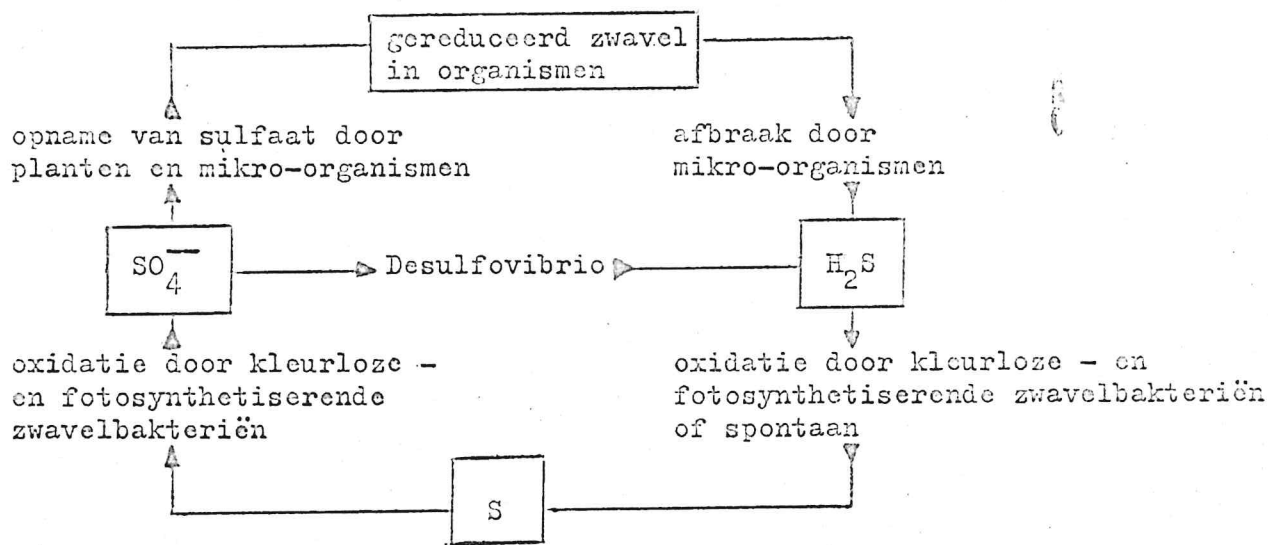 gereduceerd zwavel
in organismen
opname van sulfaat door
planten en mikro-organismen
afbraak door
mikro-organismen
SO₄⁻⁻
Desulfovibrio
H₂S
oxidatie door kleurloze -
en fotosynthetiserende
zwavelbakteriën
oxidatie door kleurloze - en
fotosynthetiserende zwavelbakteriën
of spontaan
S